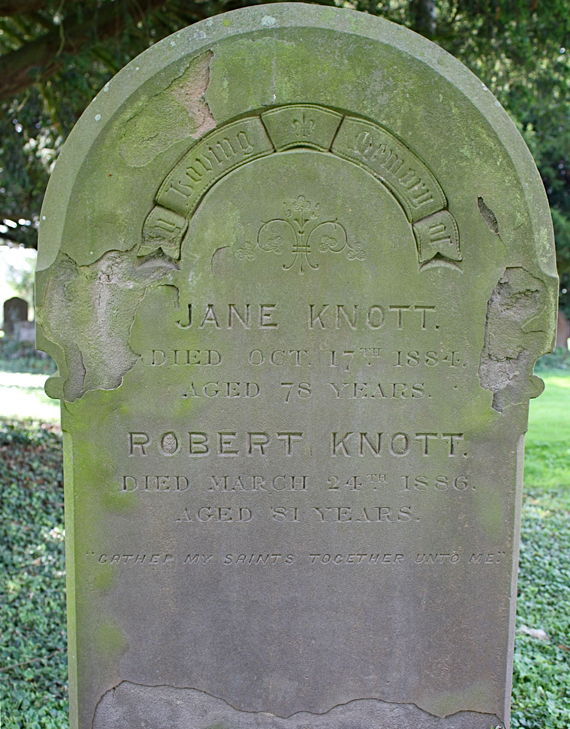 In Loving Memory of
JANE KNOTT.
DIED OCT. 17TH 1884.
AGED 78 YEARS.
ROBERT KNOTT.
DIED MARCH 24TH 1886.
AGED 81 YEARS.
"GATHER MY SAINTS TOGETHER UNTO ME."